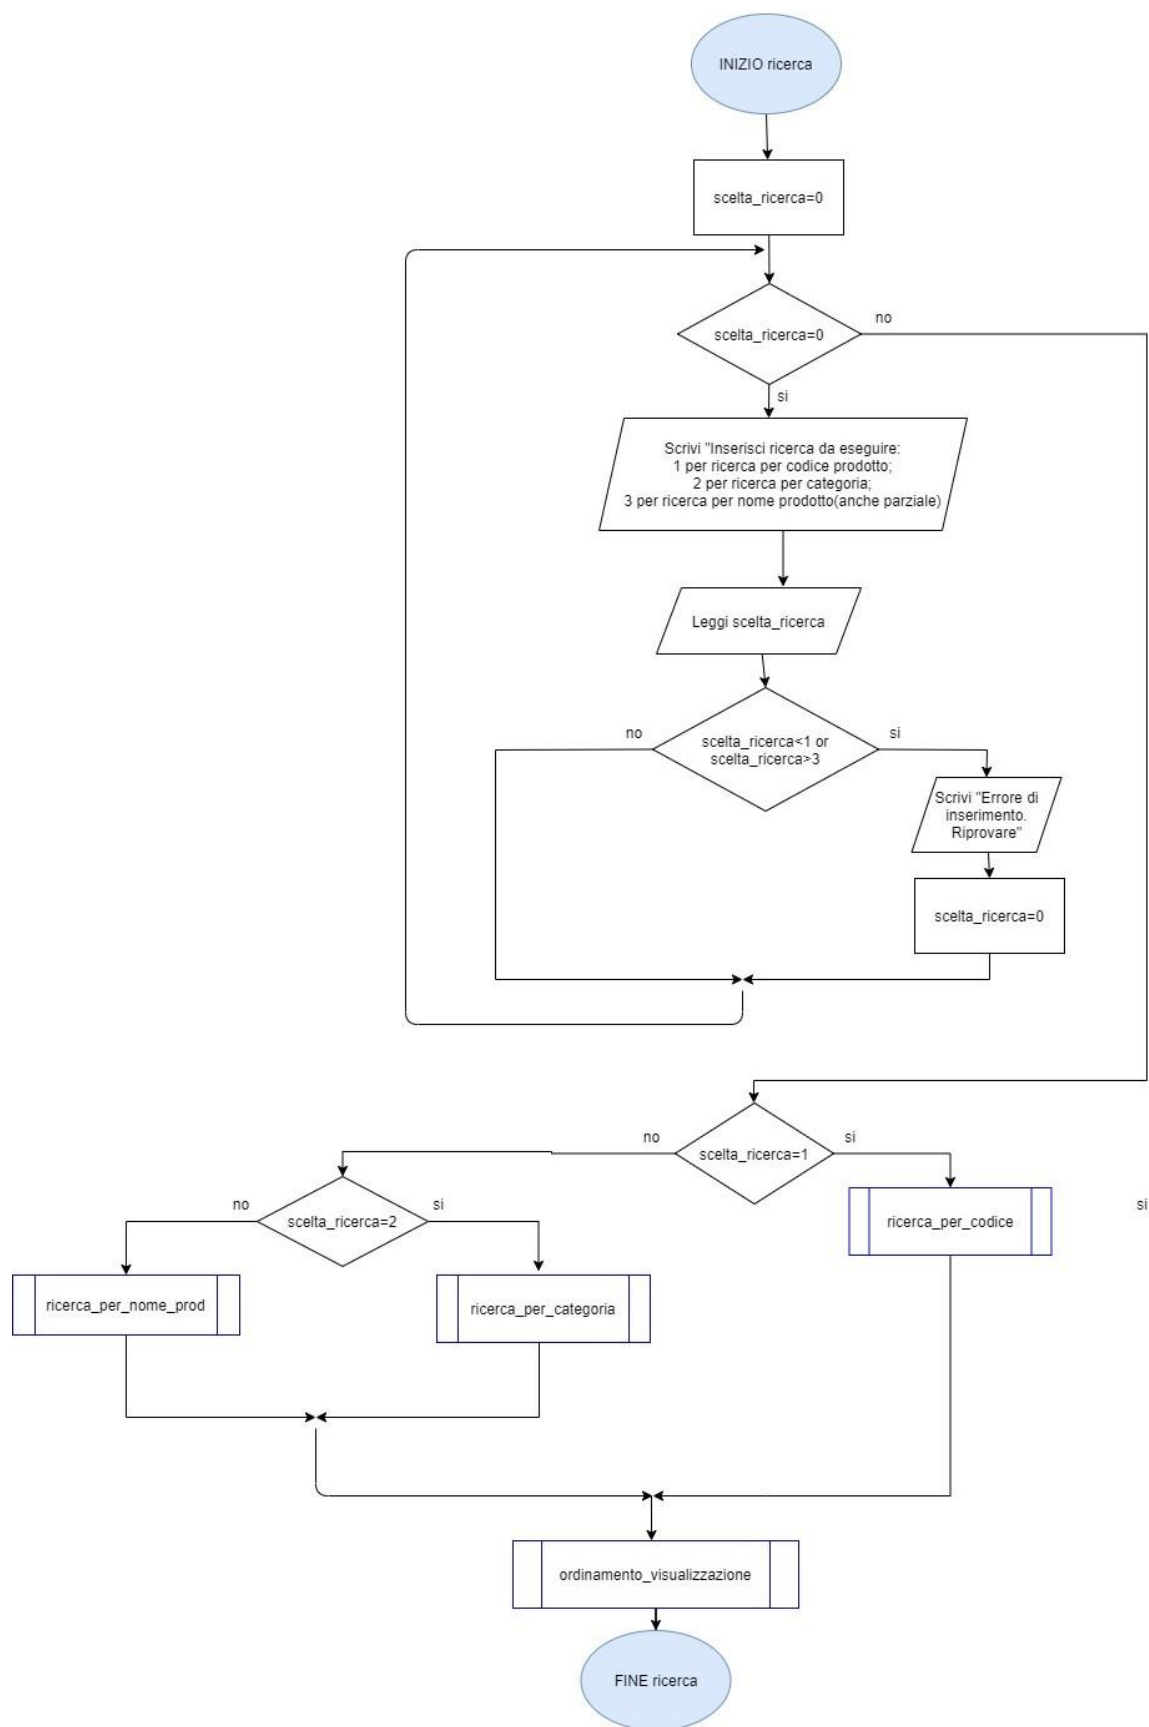 INIZIO ricerca
scelta_ricerca=0
no
scelta_ricerca=0
si
Scrivi "Inserisci ricerca da eseguire:
1 per ricerca per codice prodotto;
2 per ricerca per categoria;
3 per ricerca per nome prodotto(anche parziale)
Leggi scelta_ricerca
no
si
scelta_ricerca<1 or
scelta_ricerca>3
Scrivi "Errore di
inserimento.
Riprovare"
scelta_ricerca=0
no
si
scelta_ricerca=1
no
si
si
scelta_ricerca=2
ricerca_per_codice
ricerca_per_nome_prod
ricerca_per_categoria
ordinamento_visualizzazione
FINE ricerca